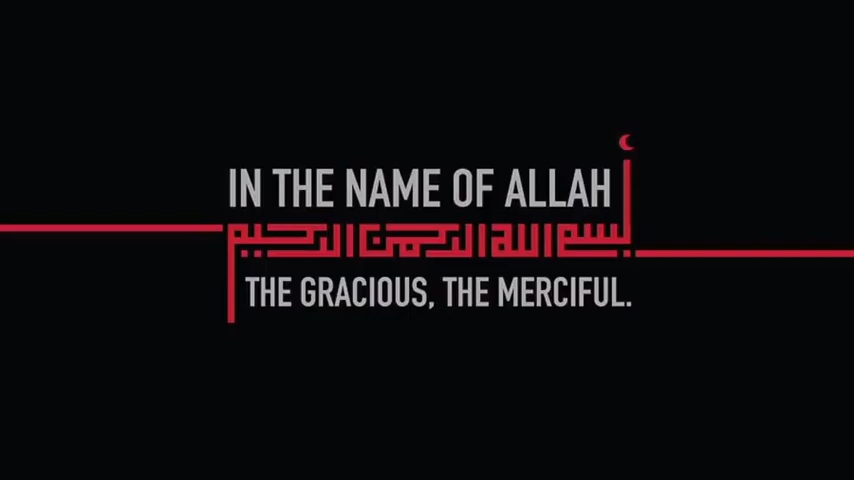 IN THE NAME OF ALLAH
بسم الله الرحمن الرحيم
THE GRACIOUS, THE MERCIFUL.